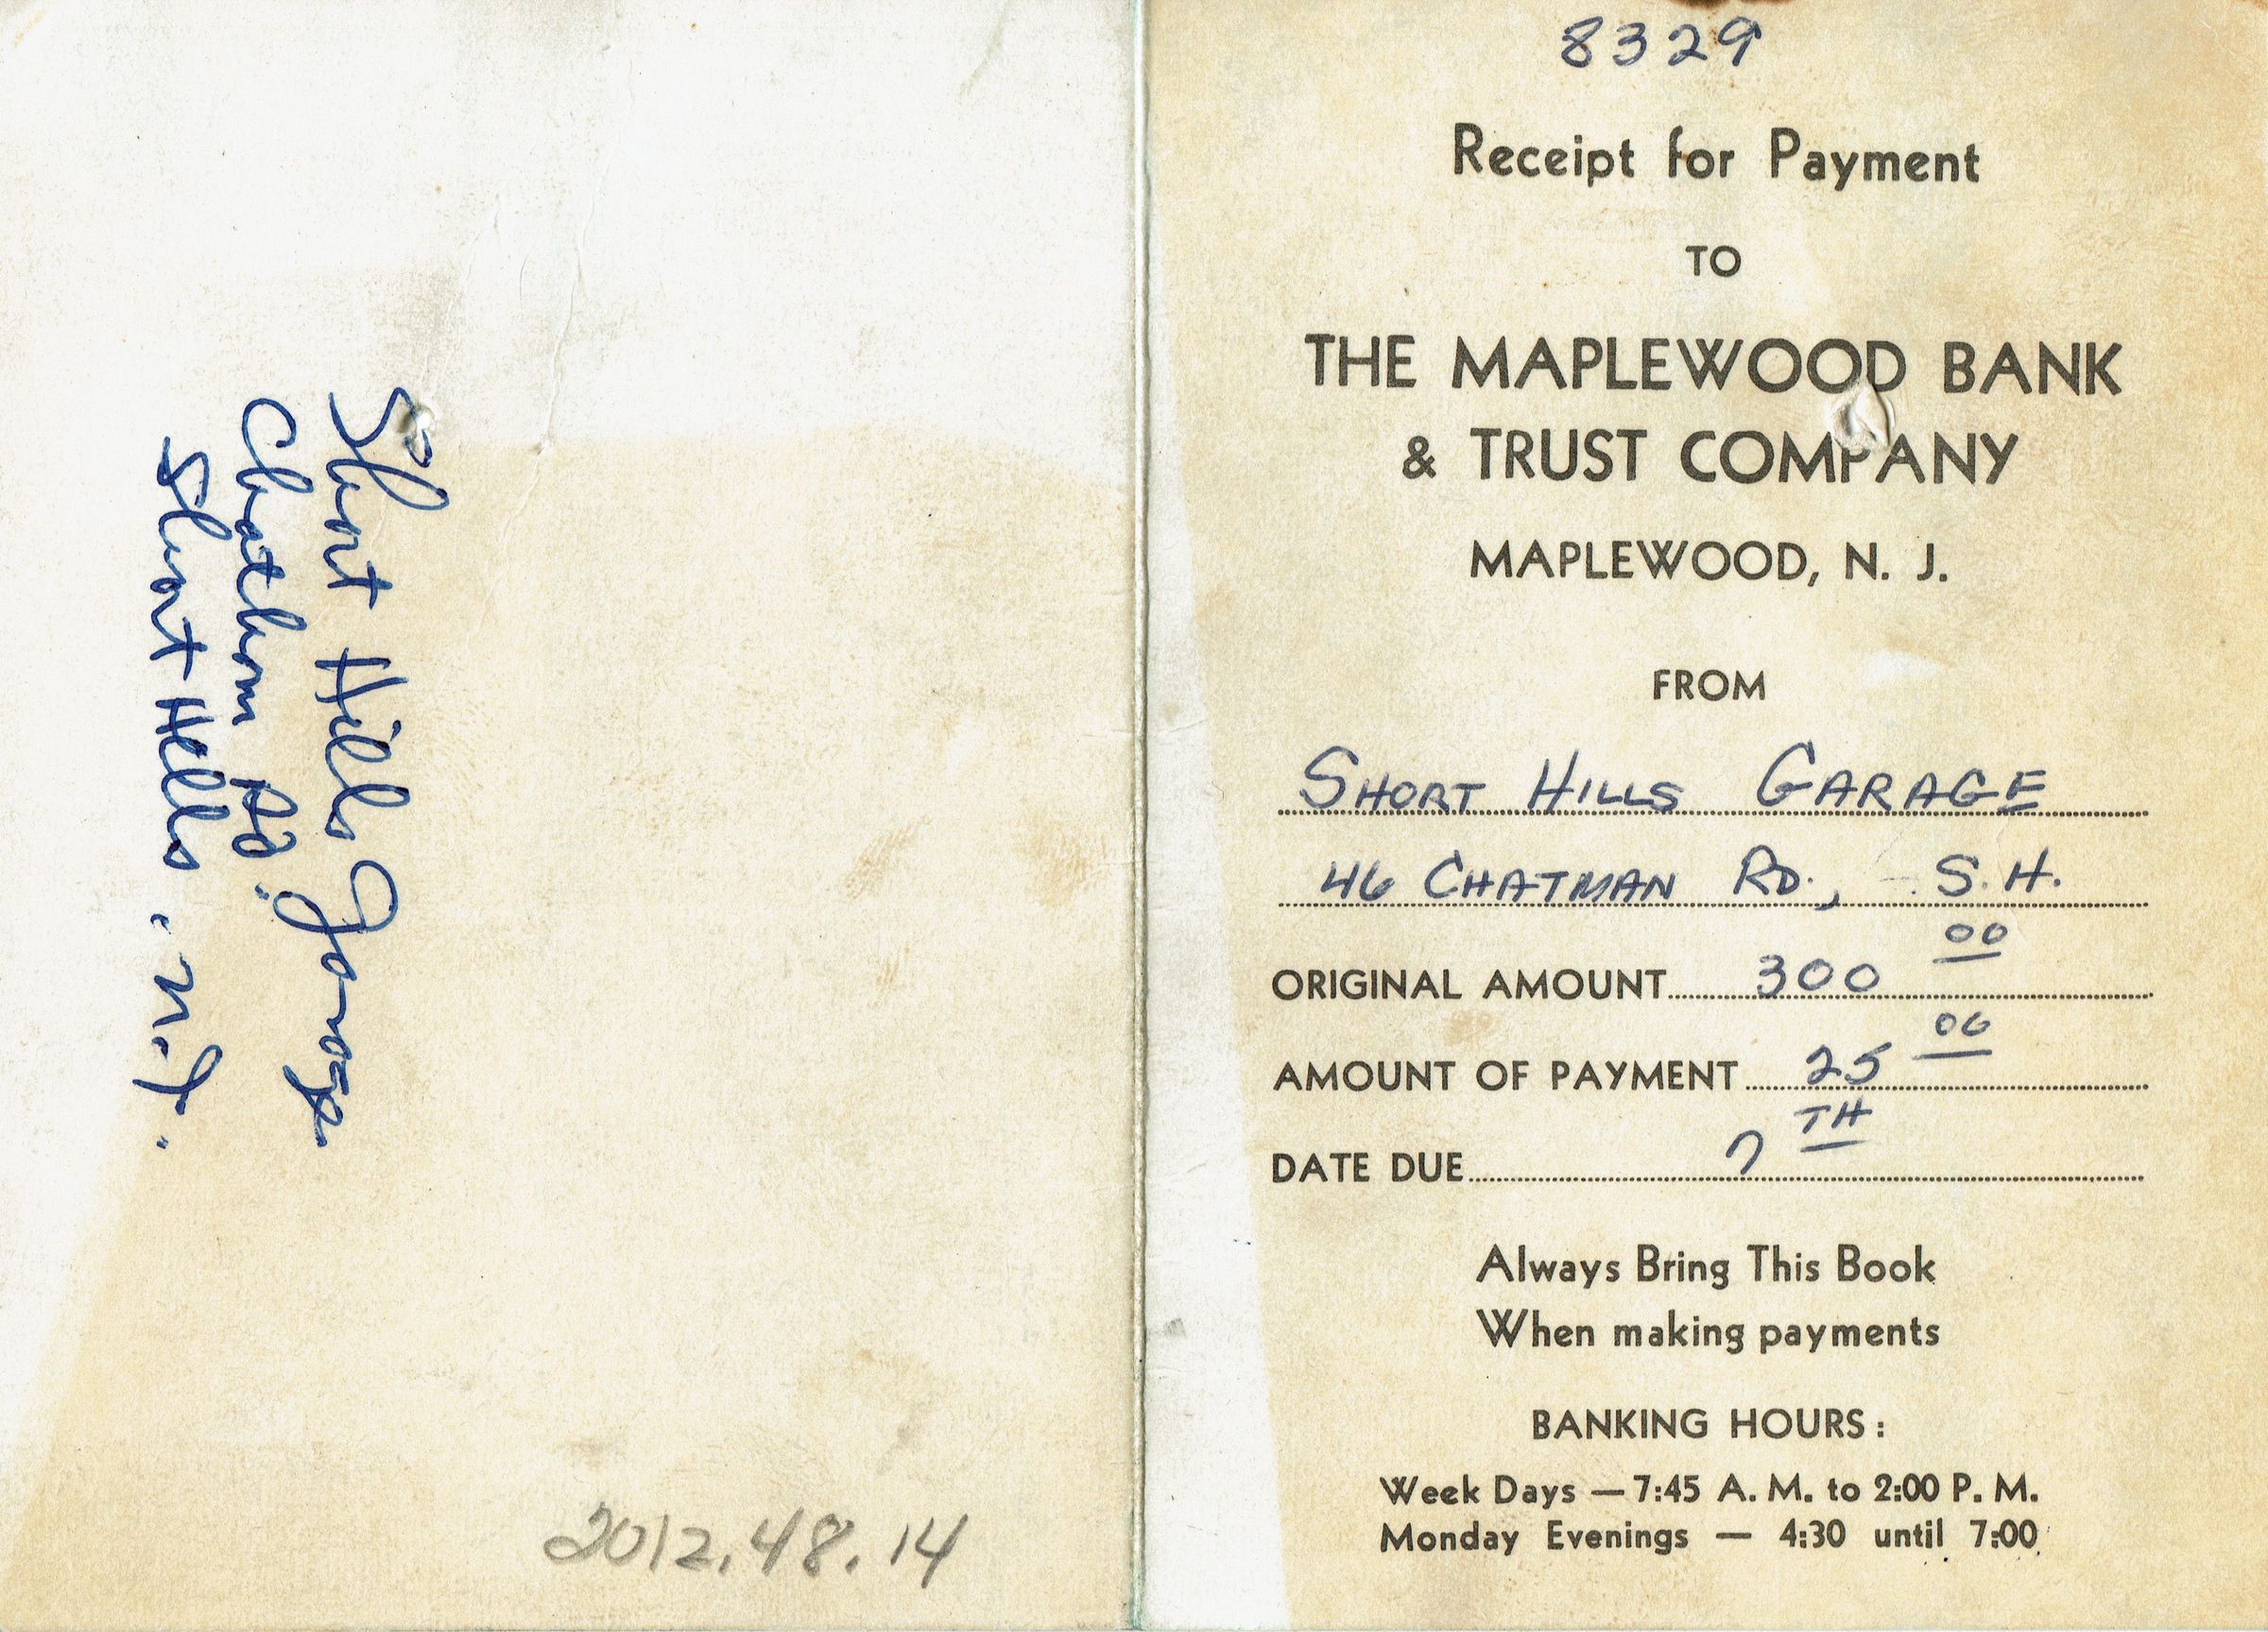 Short Hills Garage
Chathom Rd.
Short Hills, N.J.
2012.48.14
8329
Receipt for Payment
TO
THE MAPLEWOOD BANK
& TRUST COMPANY
MAPLEWOOD, N. J.
FROM
SHORT HILLS GARAGE
46 CHATMAN RD., S.H.
ORIGINAL AMOUNT 300 00
AMOUNT OF PAYMENT 25 00
DATE DUE 7 TH
Always Bring This Book
When making payments
BANKING HOURS:
Week Days — 7:45 A. M. to 2:00 P. M.
Monday Evenings — 4:30 until 7:00